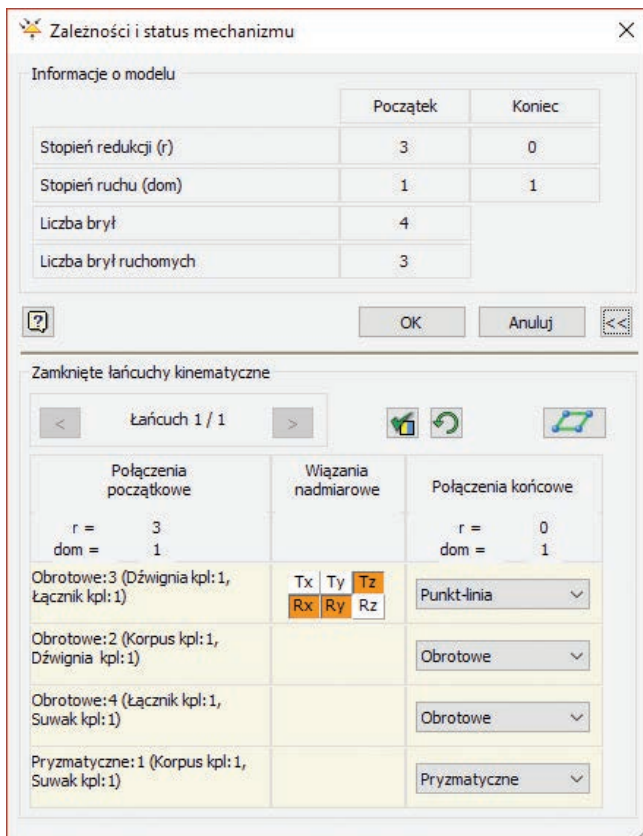 Zależności i status mechanizmu
Informacje o modelu
Początek Koniec
Stopień redukcji (r) 3 0
Stopień ruchu (dom) 1 1
Liczba brył 4
Liczba brył ruchomych 3
? OK Anuluj <<
Zamknięte łańcuchy kinematyczne
< Łańcuch 1 / 1 >
Połączenia początkowe Wiązania nadmiarowe Połączenia końcowe
r = 3 r = 0
dom = 1 dom = 1
Obrotowe:3 (Dźwignia kpl:1, Tx Ty Tz Punkt-linia
Łącznik kpl:1) Rx Ry Rz
Obrotowe:2 (Korpus kpl:1, Obrotowe
Dźwignia kpl:1)
Obrotowe:4 (Łącznik kpl:1, Obrotowe
Suwak kpl:1)
Pryzmatyczne:1 (Korpus kpl:1, Pryzmatyczne
Suwak kpl:1)